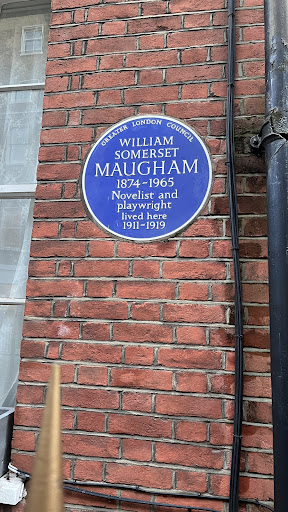 GREATER LONDON COUNCIL
WILLIAM
SOMERSET
MAUGHAM
1874-1965
Novelist and
playwright
lived here
1911-1919